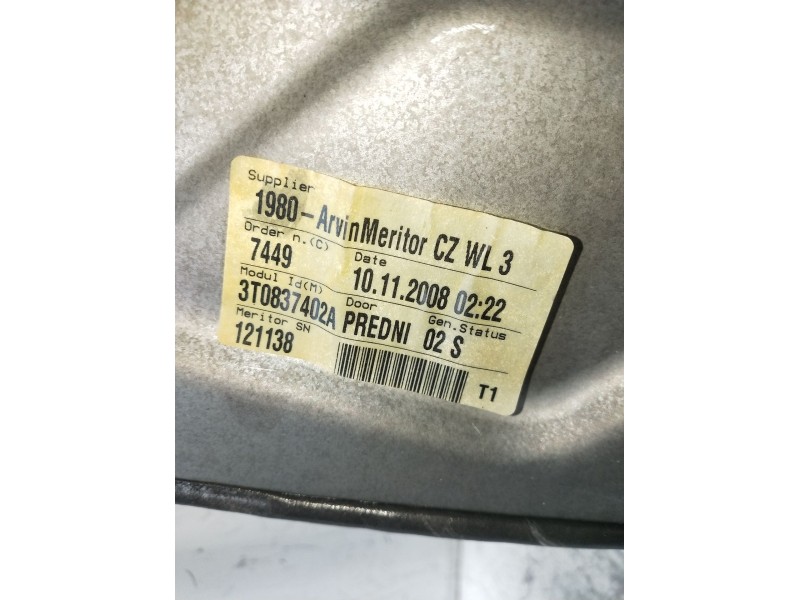 Supplier
1980-ArvinMeritor CZ WL 3
Order n.(C) Date
7449 10.11.2008 02:22
Modul Id(M) Door Gen.Status
3T0837402A PREDNI 02 S
Meritor SN
121138 T1